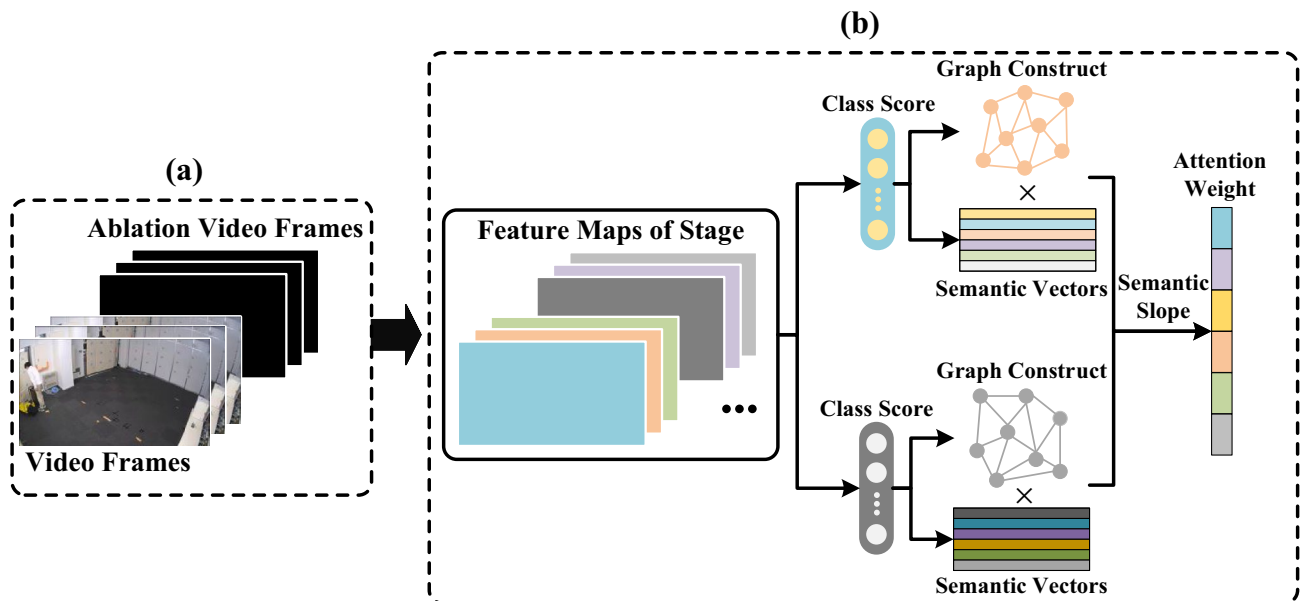 (a)
Ablation Video Frames
Video Frames
(b)
Feature Maps of Stage
Class Score
Graph Construct
×
Semantic Vectors
Class Score
Graph Construct
×
Semantic Vectors
Semantic
Slope
Attention
Weight